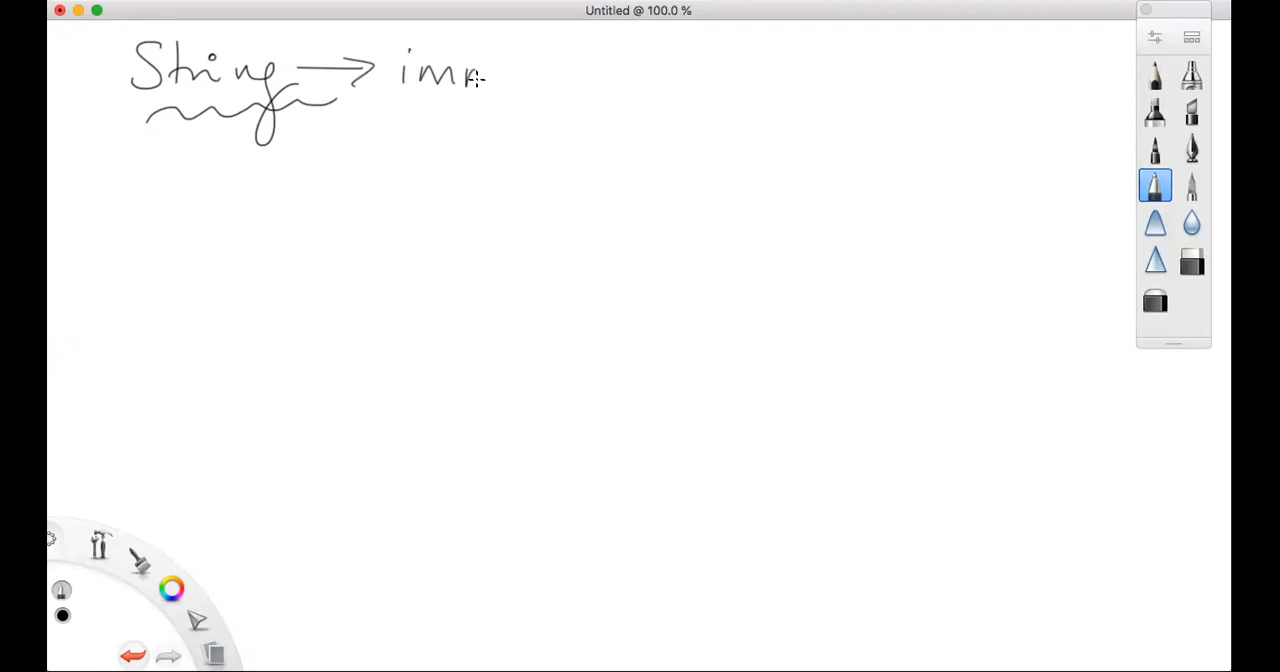 Untitled @ 100.0 %
String → imm